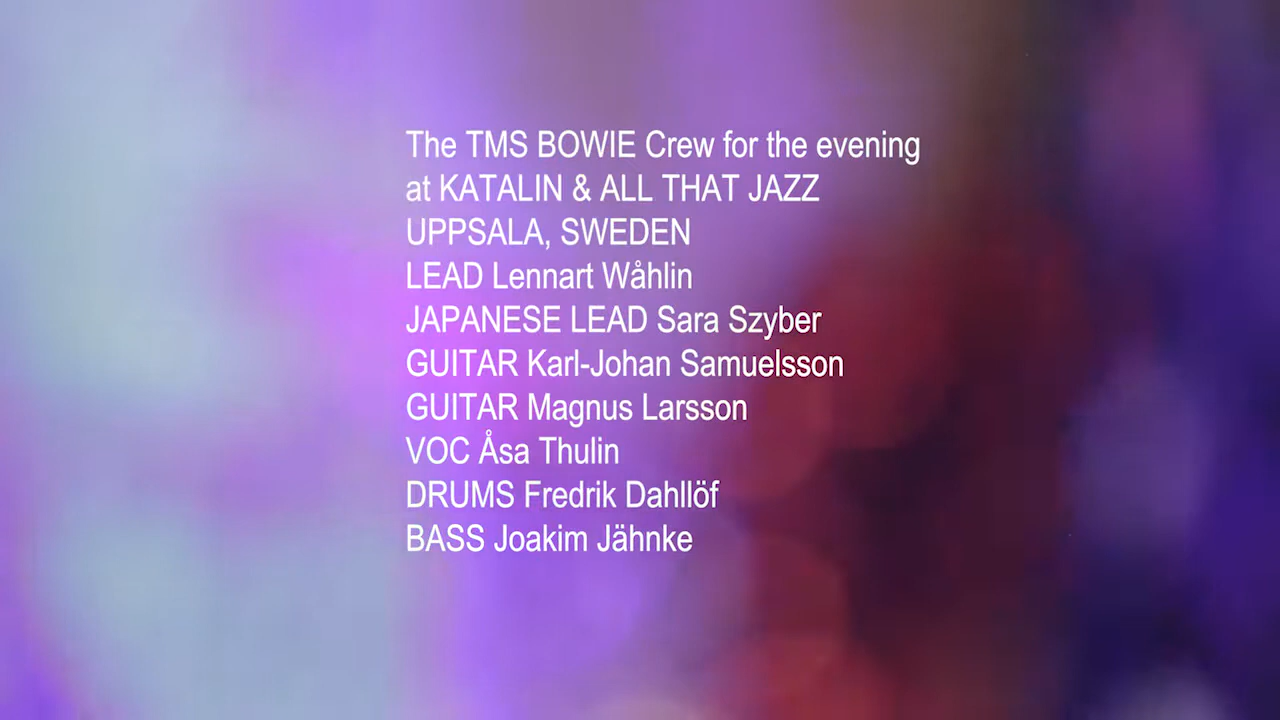 The TMS BOWIE Crew for the evening
at KATALIN & ALL THAT JAZZ
UPPSALA, SWEDEN
LEAD Lennart Wåhlin
JAPANESE LEAD Sara Szyber
GUITAR Karl-Johan Samuelsson
GUITAR Magnus Larsson
VOC Åsa Thulin
DRUMS Fredrik Dahllöf
BASS Joakim Jähnke